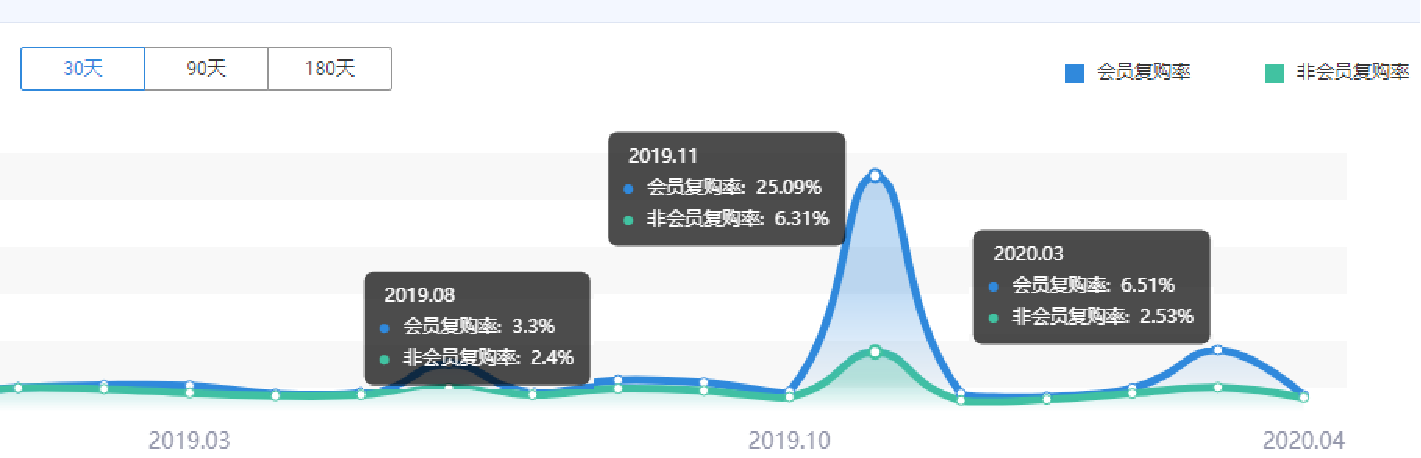 30天
90天
180天
会员复购率
非会员复购率
2019.11
会员复购率: 25.09%
非会员复购率: 6.31%
2020.03
会员复购率: 6.51%
非会员复购率: 2.53%
2019.08
会员复购率: 3.3%
非会员复购率: 2.4%
2019.03
2019.10
2020.04